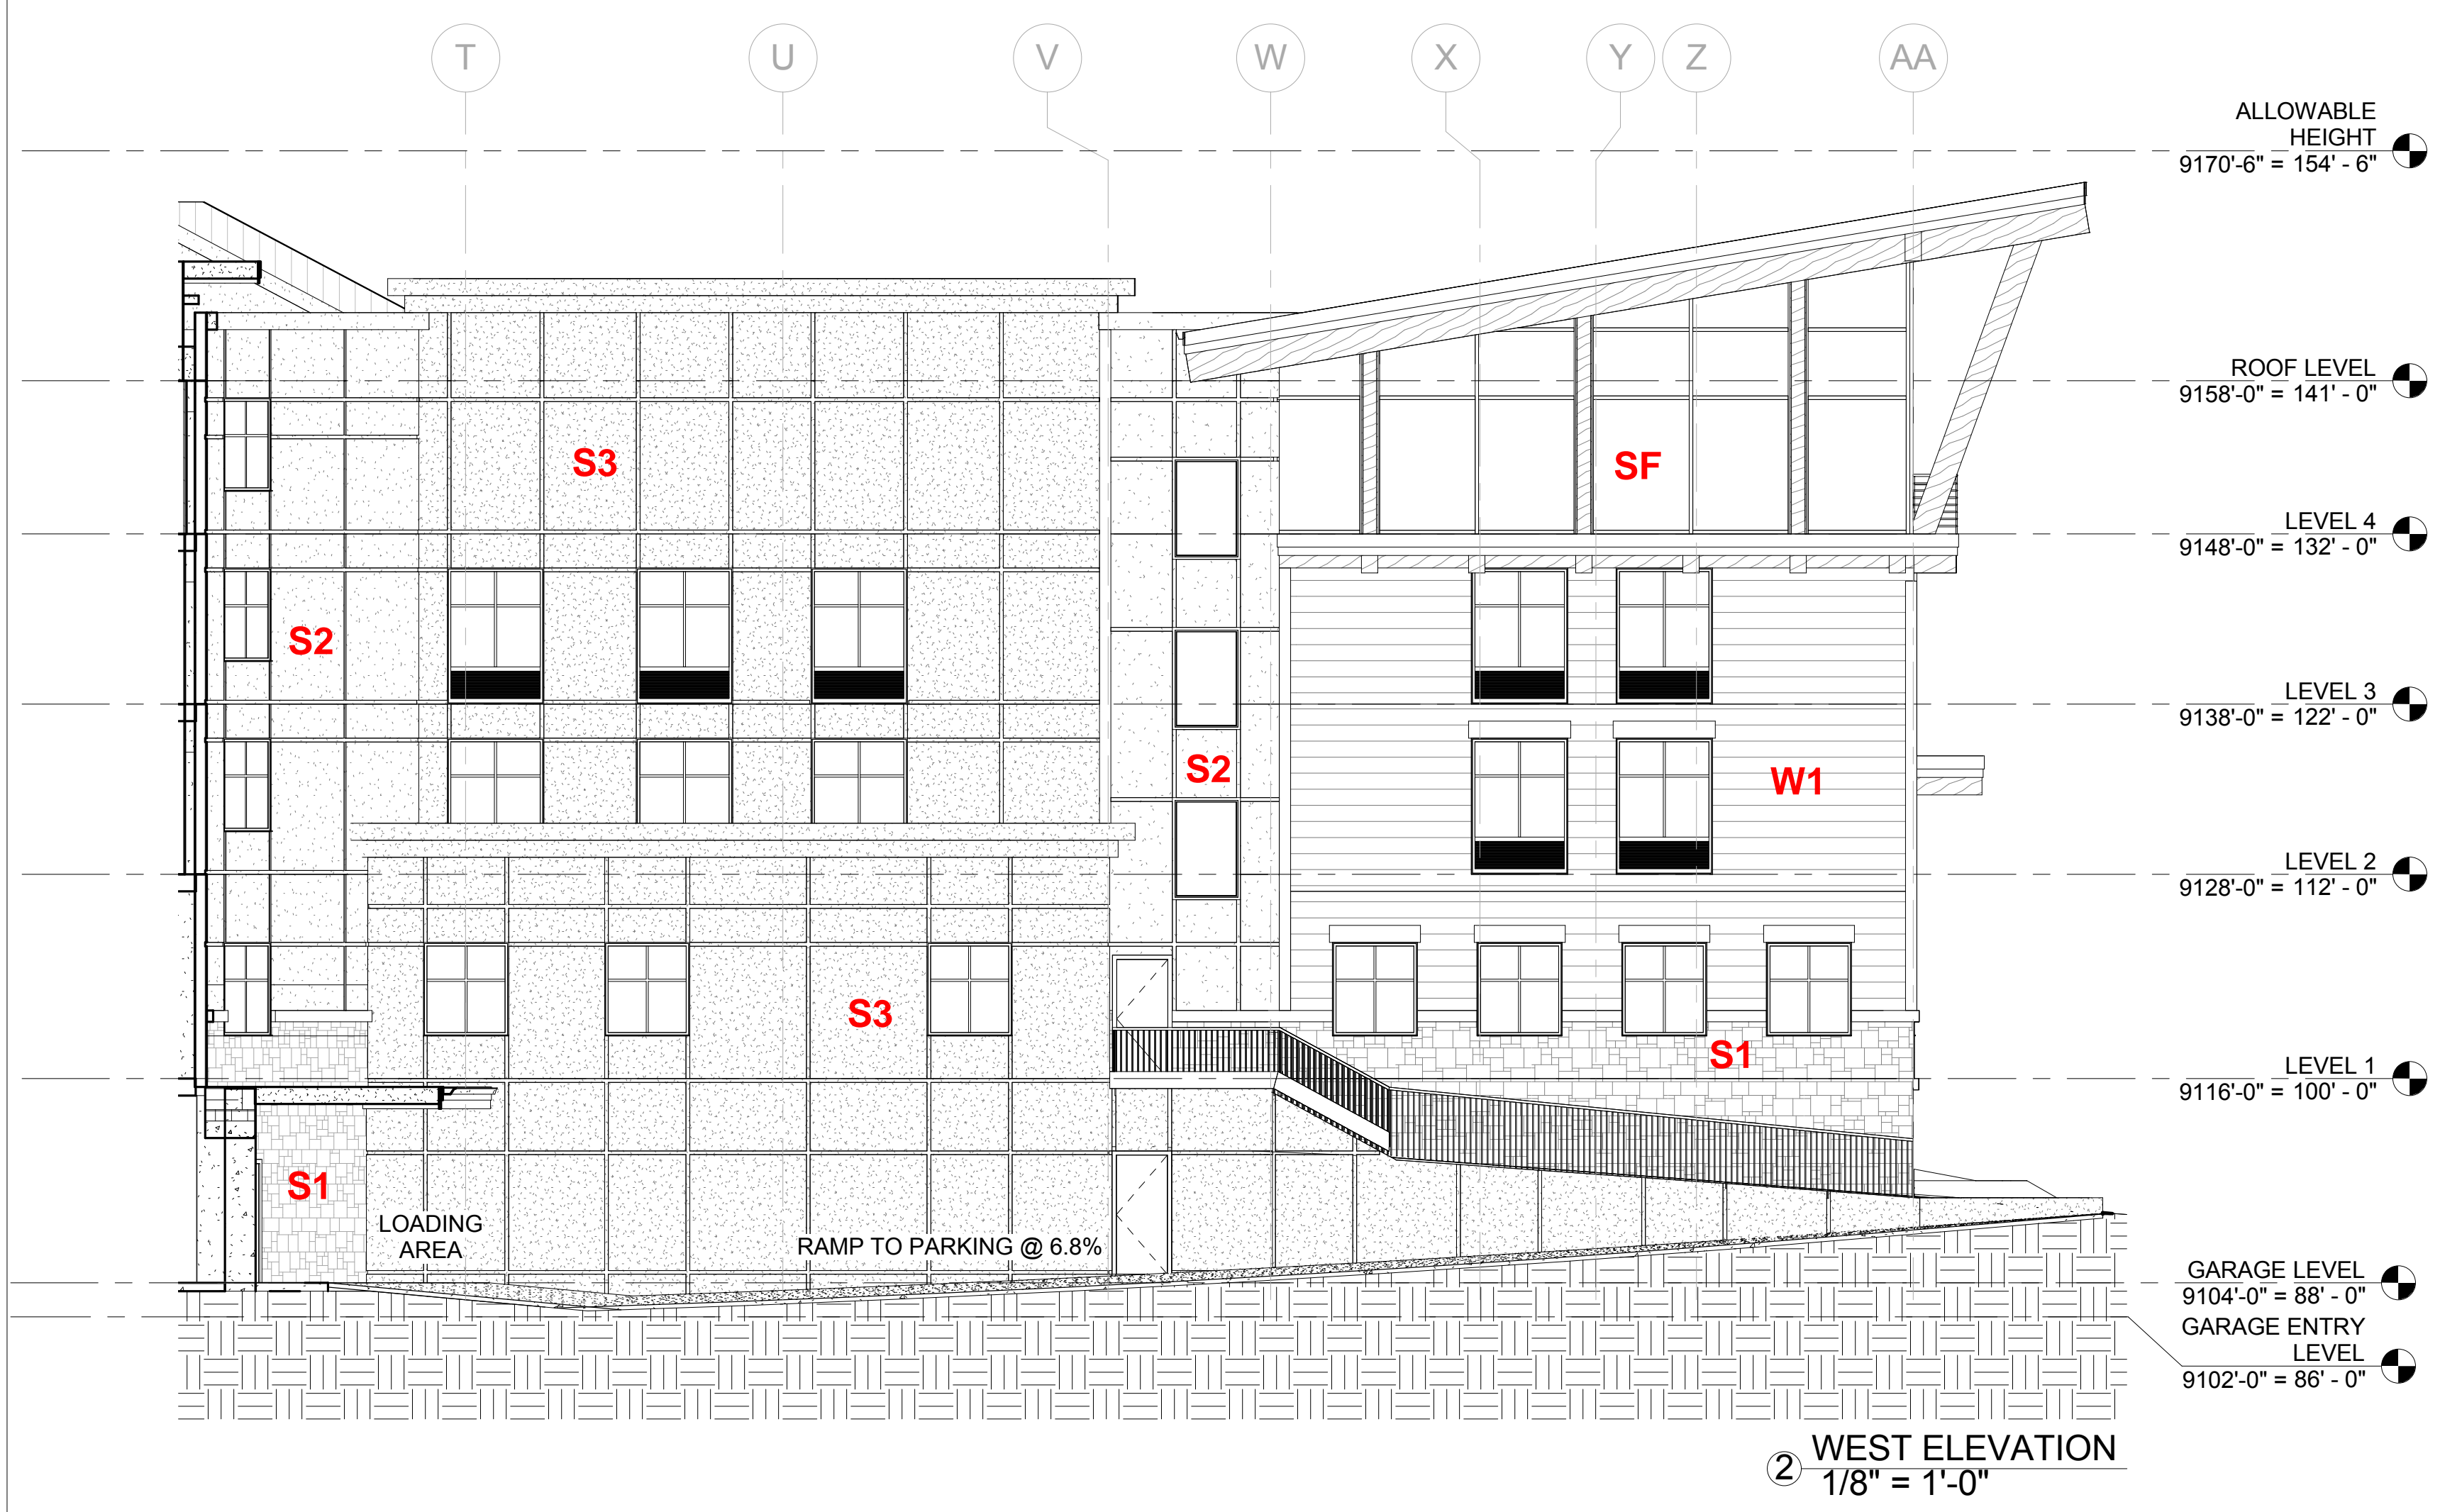 T
U
V
W
X
Y
Z
AA
ALLOWABLE
HEIGHT
9170'-6" = 154' - 6"
ROOF LEVEL
9158'-0" = 141' - 0"
S3
SF
LEVEL 4
9148'-0" = 132' - 0"
S2
LEVEL 3
9138'-0" = 122' - 0"
S2
W1
LEVEL 2
9128'-0" = 112' - 0"
S3
S1
LEVEL 1
9116'-0" = 100' - 0"
S1
LOADING
AREA
RAMP TO PARKING @ 6.8%
GARAGE LEVEL
9104'-0" = 88' - 0"
GARAGE ENTRY
LEVEL
9102'-0" = 86' - 0"
2
WEST ELEVATION
1/8" = 1'-0"